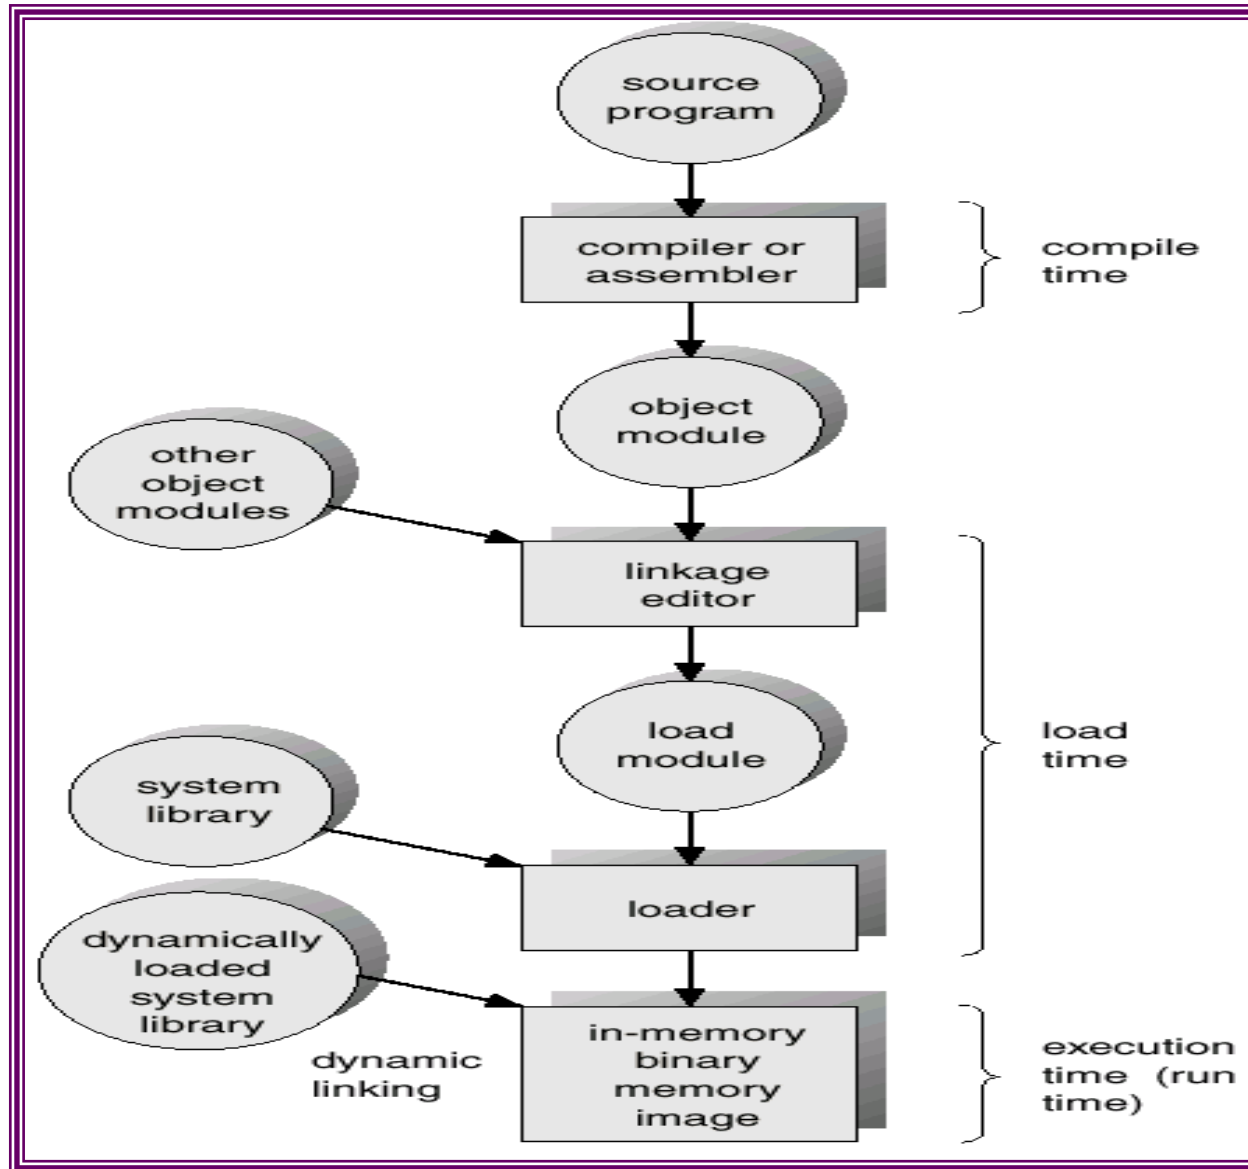 source
program
compiler or
assembler
compile
time
object
module
other
object
modules
linkage
editor
load
module
load
time
system
library
loader
dynamically
loaded
system
library
dynamic
linking
in-memory
binary
memory
image
execution
time (run
time)